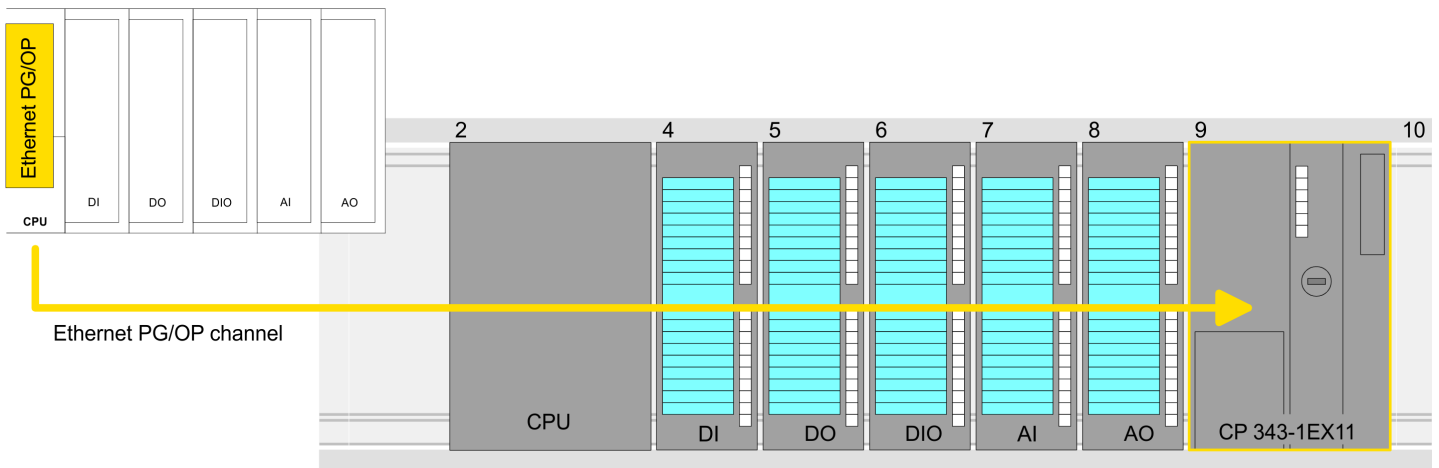 Ethernet PG/OP
CPU
DI
DO
DIO
AI
AO
2
4
5
6
7
8
9
10
Ethernet PG/OP channel
CPU
DI
DO
DIO
AI
AO
CP 343-1EX11